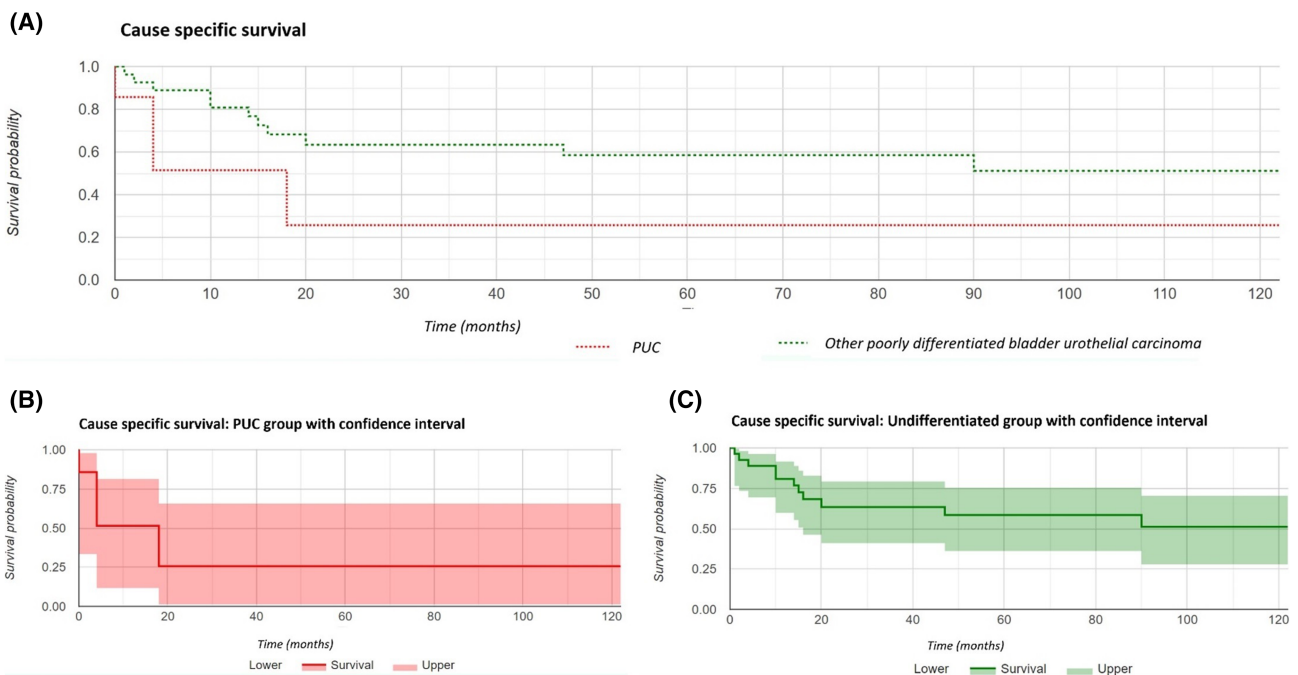 (A)
Cause specific survival
Survival probability
1.0
0.8
0.6
0.4
0.2
0.0
0 10 20 30 40 50 60 70 80 90 100 110 120
Time (months)
PUC
Other poorly differentiated bladder urothelial carcinoma
(B)
Cause specific survival: PUC group with confidence interval
Survival probability
1.00
0.75
0.50
0.25
0.00
0 20 40 60 80 100 120
Time (months)
Lower Survival Upper
(C)
Cause specific survival: Undifferentiated group with confidence interval
Survival probability
1.00
0.75
0.50
0.25
0.00
0 20 40 60 80 100 120
Time (months)
Lower Survival Upper